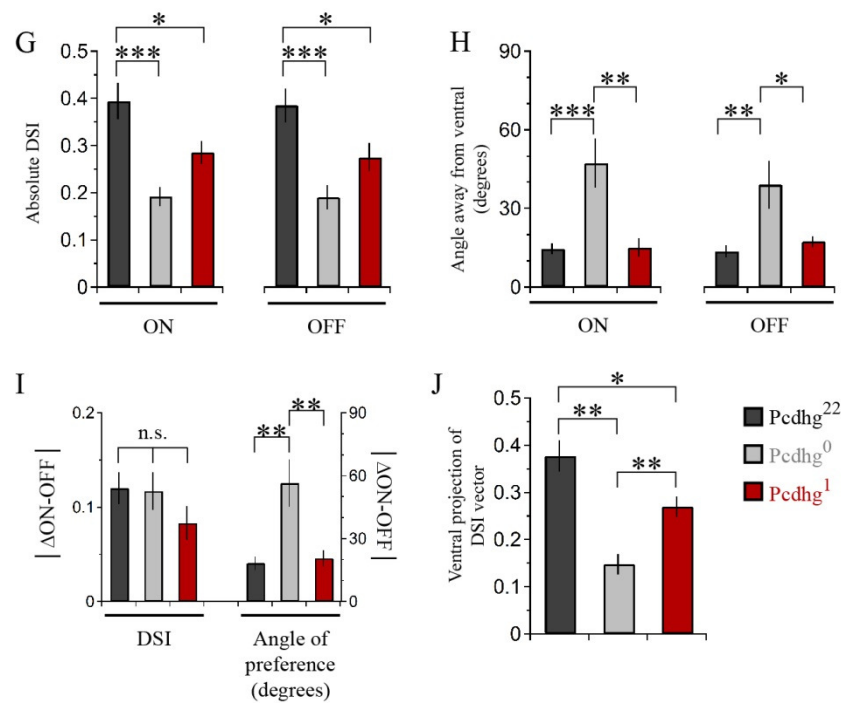 G
*
*
***
***
0.5
0.4
0.3
0.2
0.1
0
Absolute DSI
ON
OFF
H
90
60
30
0
Angle away from ventral
(degrees)
***
**
**
*
ON
OFF
I
0.2
0.1
0
|ΔON-OFF|
n.s.
**
**
90
60
30
0
|ΔON-OFF|
DSI
Angle of
preference
(degrees)
J
0.5
0.4
0.3
0.2
0.1
0
Ventral projection of
DSI vector
*
**
**
Pcdhg²²
Pcdhg⁰
Pcdhg¹